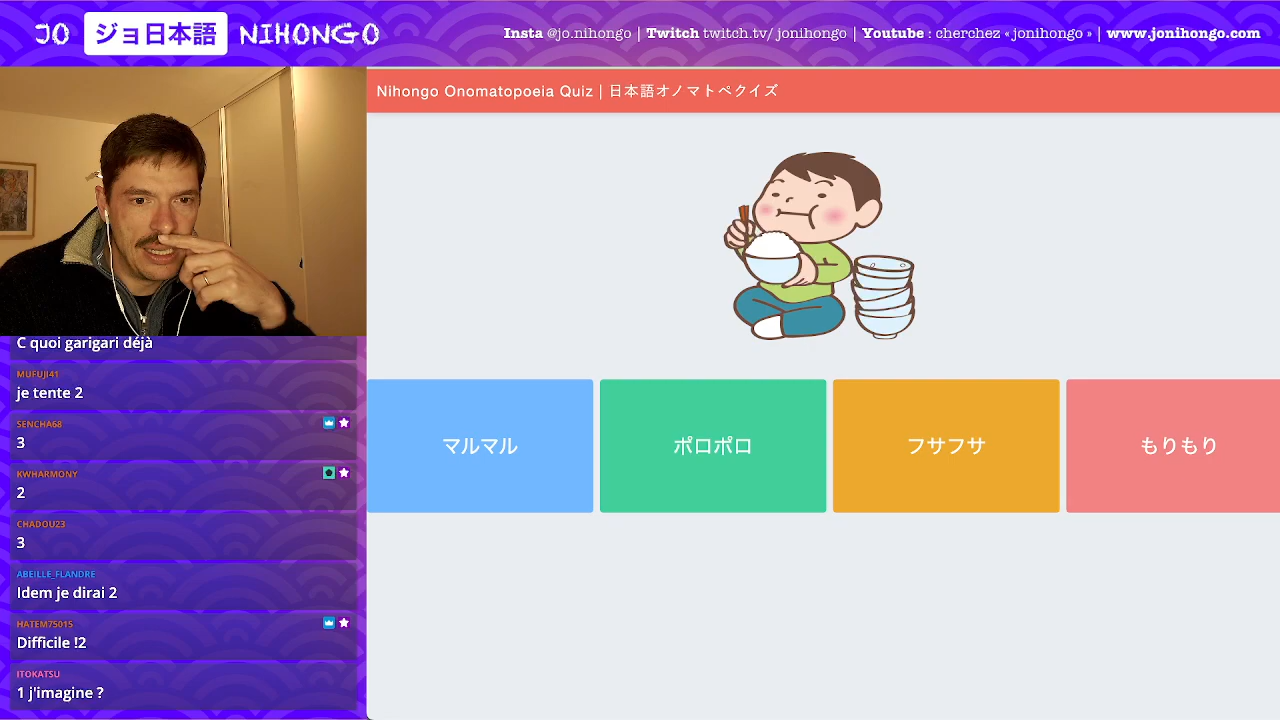 JO ジョ日本語 NIHONGO
Insta @jo.nihongo | Twitch twitch.tv/jonihongo | Youtube : cherchez « jonihongo » | www.jonihongo.com
Nihongo Onomatopoeia Quiz | 日本語オノマトペクイズ
マルマル
ポロポロ
フサフサ
もりもり
C quoi garigari déjà
MUFUJI41
je tente 2
SENCHA68
3
KWHARMONY
2
CHADOU23
3
ABEILLE_FLANDRE
Idem je dirai 2
HATEM75015
Difficile !2
ITOKATSU
1 j'imagine ?